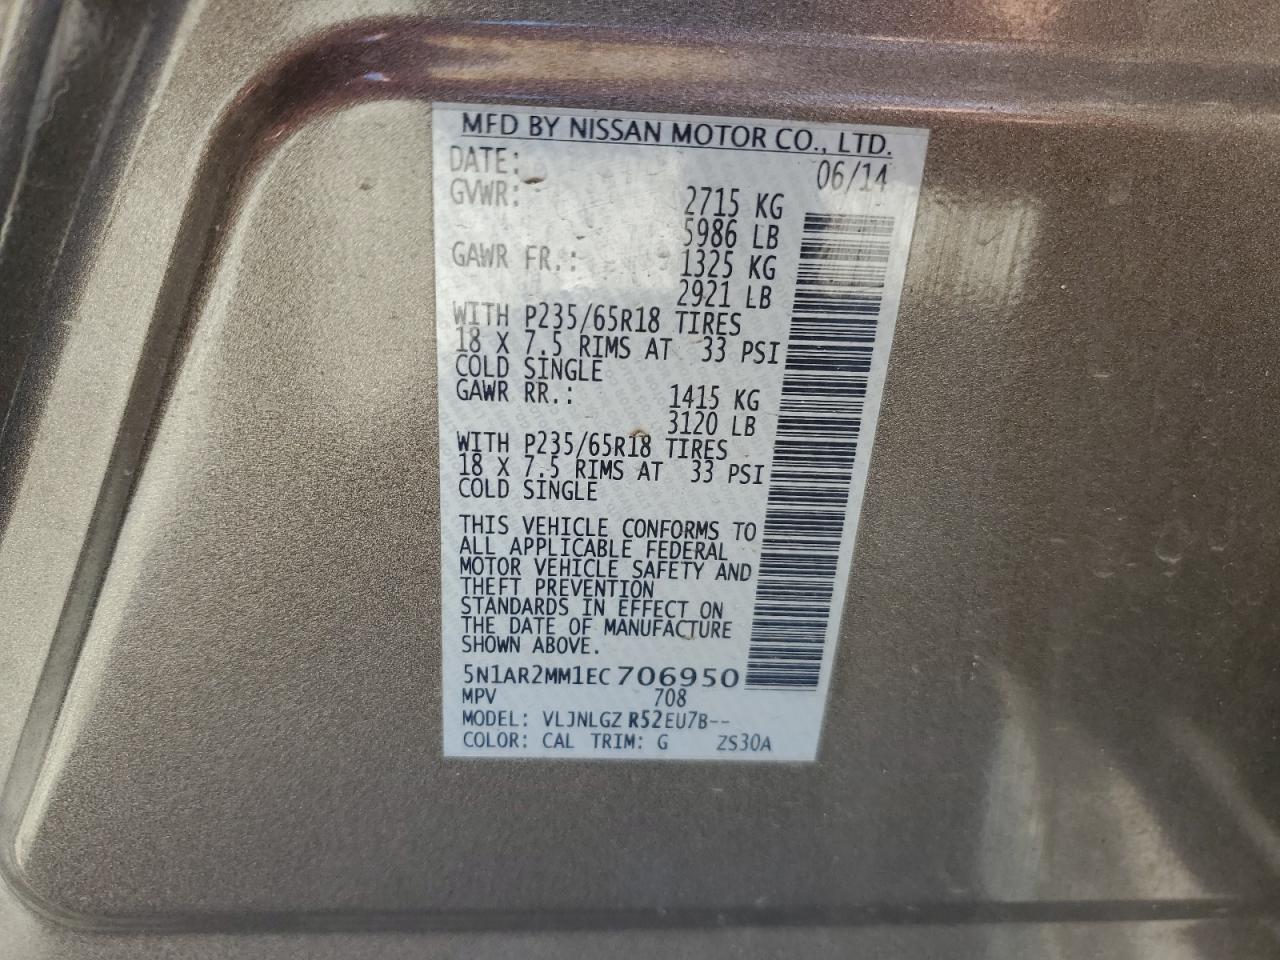 MFD BY NISSAN MOTOR CO., LTD.
DATE: 06/14
GVWR: 2715 KG
5986 LB
GAWR FR.: 1325 KG
2921 LB
WITH P235/65R18 TIRES
18 X 7.5 RIMS AT 33 PSI
COLD SINGLE
GAWR RR.: 1415 KG
3120 LB
WITH P235/65R18 TIRES
18 X 7.5 RIMS AT 33 PSI
COLD SINGLE
THIS VEHICLE CONFORMS TO
ALL APPLICABLE FEDERAL
MOTOR VEHICLE SAFETY AND
THEFT PREVENTION
STANDARDS IN EFFECT ON
THE DATE OF MANUFACTURE
SHOWN ABOVE.
5N1AR2MM1EC706950
MPV 708
MODEL: VLJNLGZ R52EU7B--
COLOR: CAL TRIM: G ZS30A